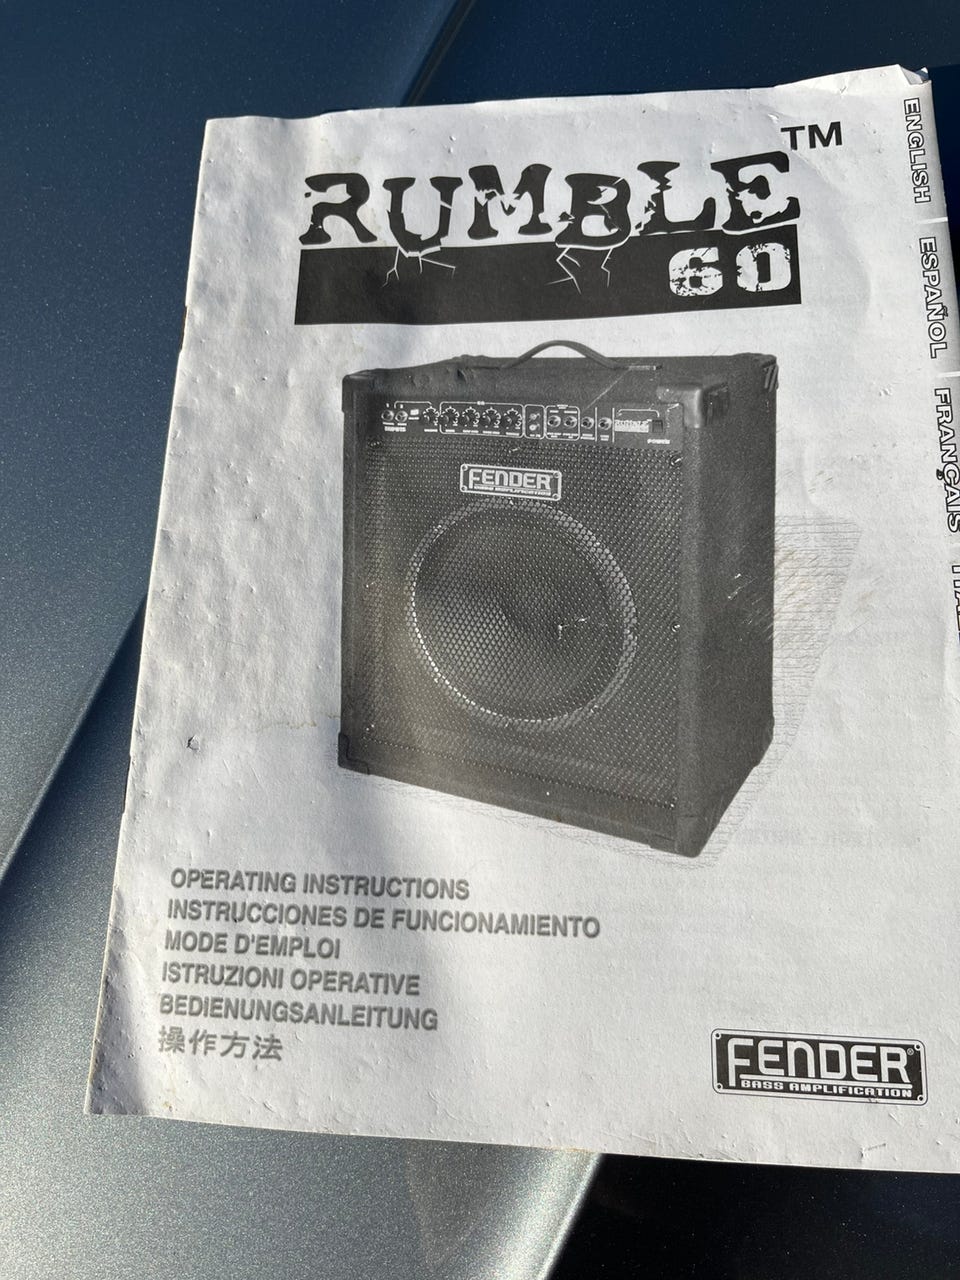 RUMBLE™
60
FENDER
OPERATING INSTRUCTIONS
INSTRUCCIONES DE FUNCIONAMIENTO
MODE D'EMPLOI
ISTRUZIONI OPERATIVE
BEDIENUNGSANLEITUNG
操作方法
FENDER®
BASS AMPLIFICATION
ENGLISH
ESPAÑOL
FRANÇAIS